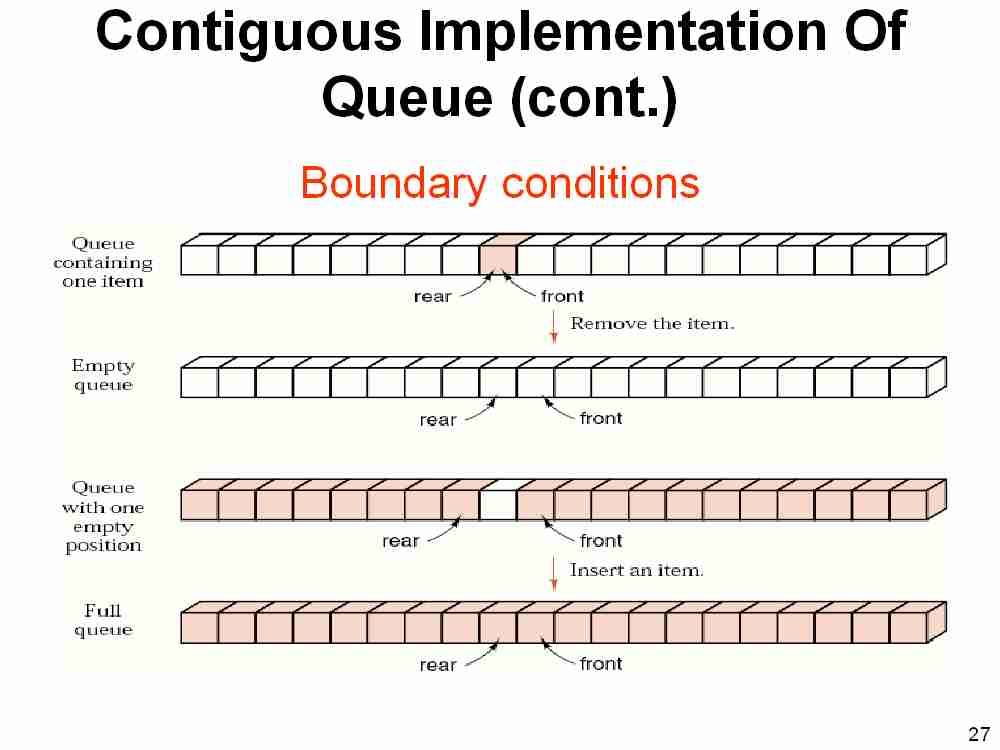 Contiguous Implementation Of
Queue (cont.)
Boundary conditions
Queue
containing
one item
rear
front
Remove the item.
Empty
queue
rear
front
Queue
with one
empty
position
rear
front
Insert an item.
Full
queue
rear
front
27